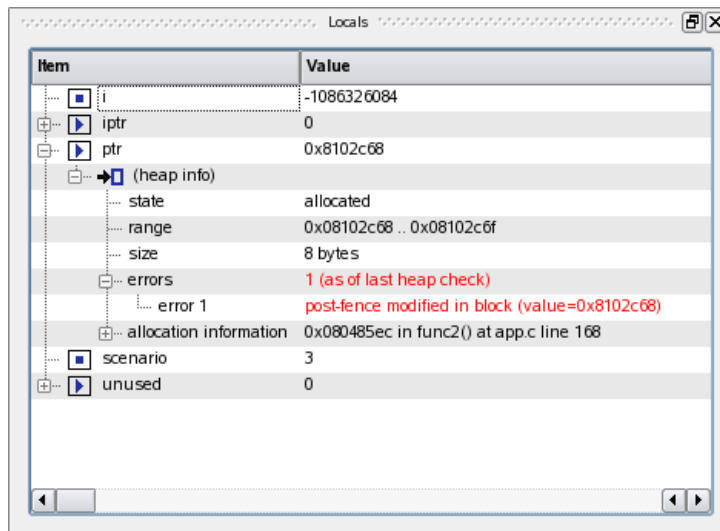 Locals
Item Value
i -1086326084
iptr 0
ptr 0x8102c68
(heap info)
state allocated
range 0x08102c68 .. 0x08102c6f
size 8 bytes
errors 1 (as of last heap check)
error 1 post-fence modified in block (value=0x8102c68)
allocation information 0x080485ec in func2() at app.c line 168
scenario 3
unused 0